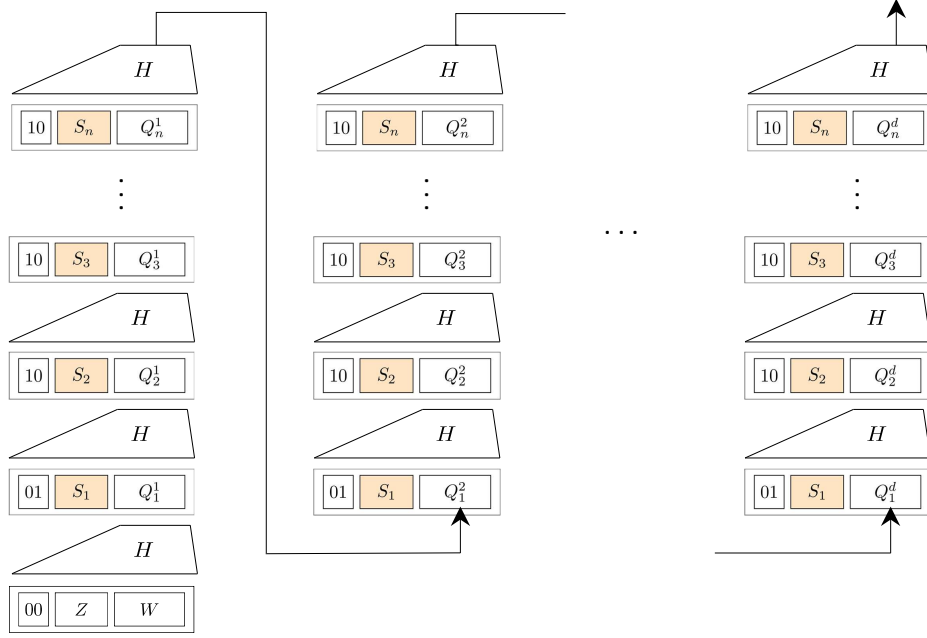 H H H
10 S_n Q_n^1 10 S_n Q_n^2 10 S_n Q_n^d
⋮ ⋮ ⋮
...
10 S_3 Q_3^1 10 S_3 Q_3^2 10 S_3 Q_3^d
H H H
10 S_2 Q_2^1 10 S_2 Q_2^2 10 S_2 Q_2^d
H H H
01 S_1 Q_1^1 01 S_1 Q_1^2 01 S_1 Q_1^d
H
00 Z W